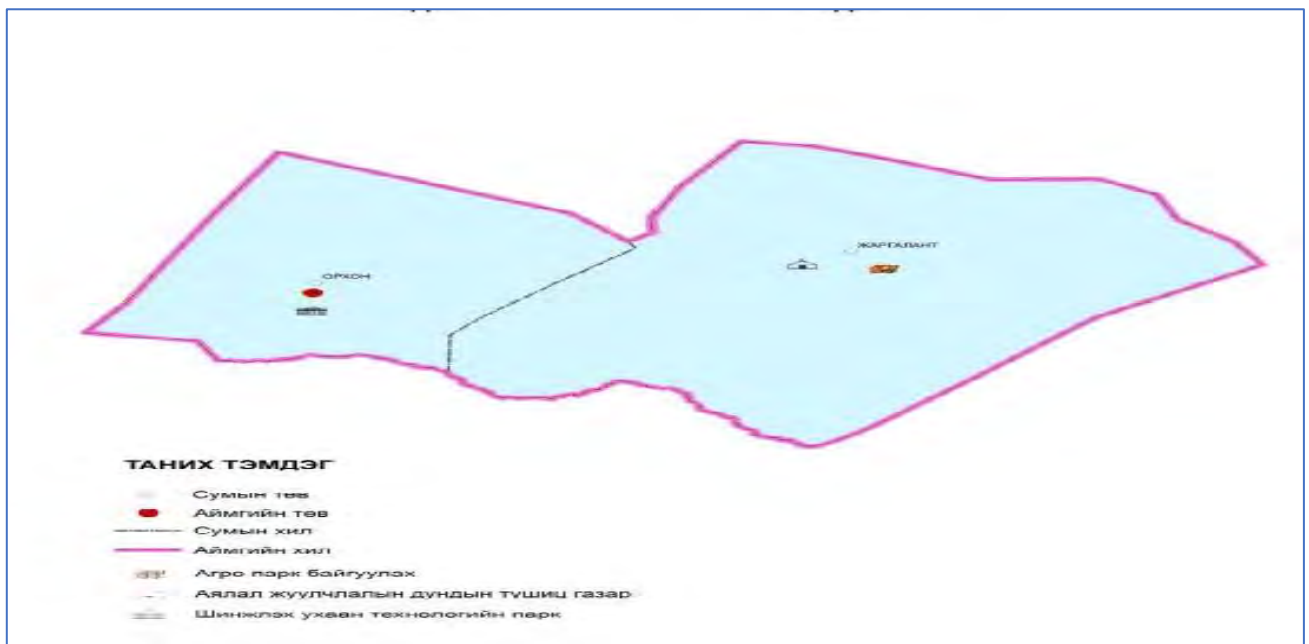 ОРХОН
ЖАРГАЛАНТ
ТАНИХ ТЭМДЭГ
Сумын төв
Аймгийн төв
Сумын хил
Аймгийн хил
Агро парк байгуулах
Аялал жуулчлалын дундын түшиц газар
Шинжлэх ухаан технологийн парк